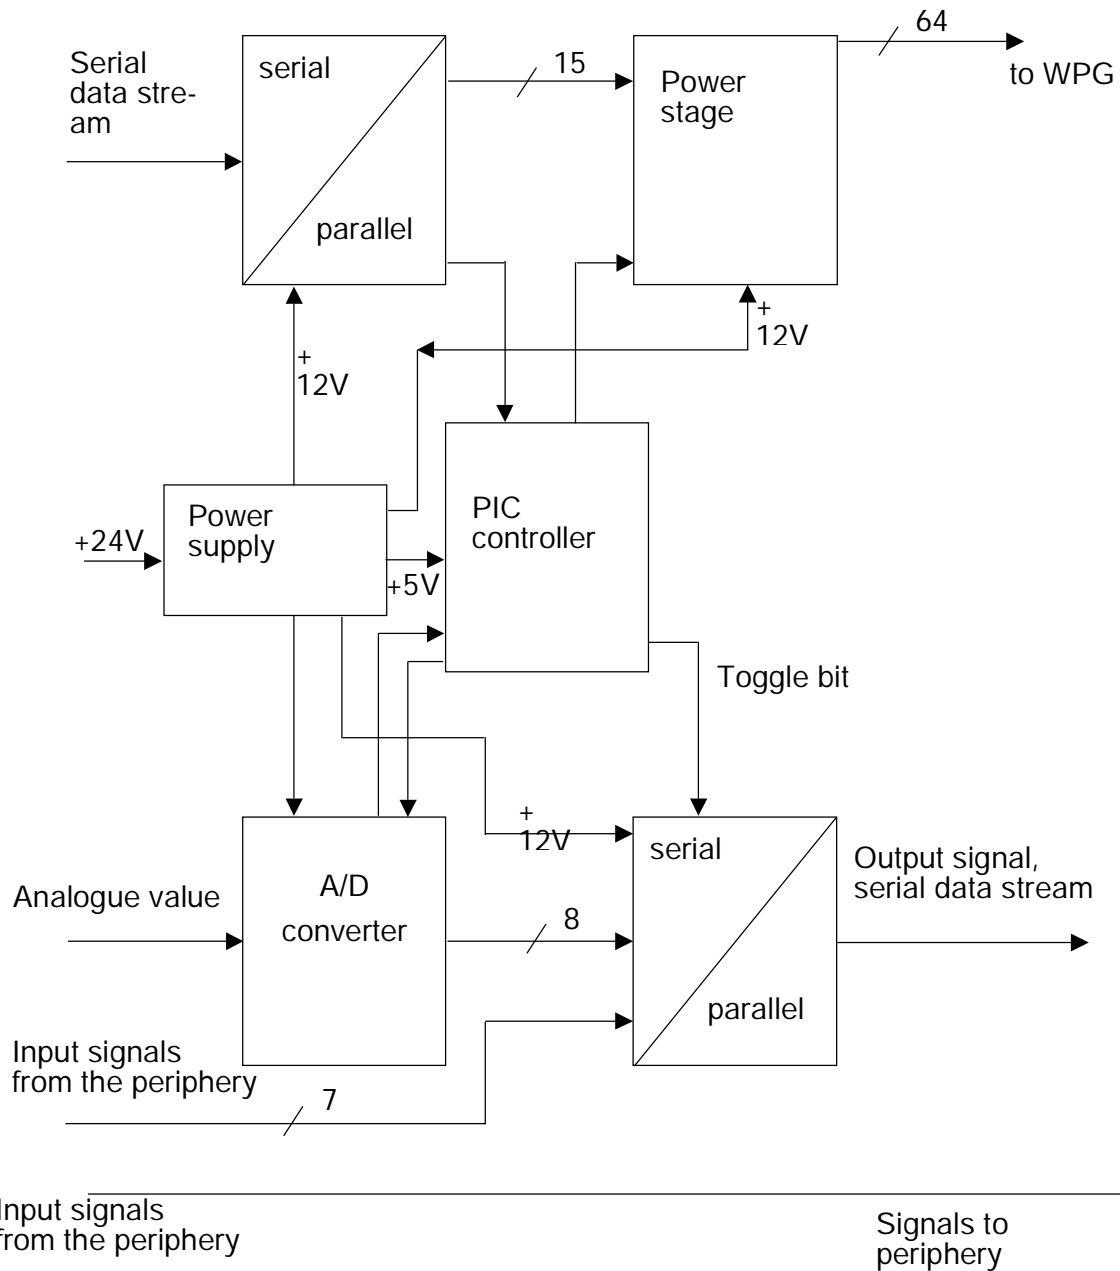 64
Serial
data stre-
am
serial
15
Power
stage
to WPG
parallel
+
12V
+
12V
Power
supply
PIC
controller
+24V
+5V
Toggle bit
+
12V
serial
Output signal,
serial data stream
A/D
converter
Analogue value
8
parallel
Input signals
from the periphery
7
Input signals
from the periphery
Signals to
periphery